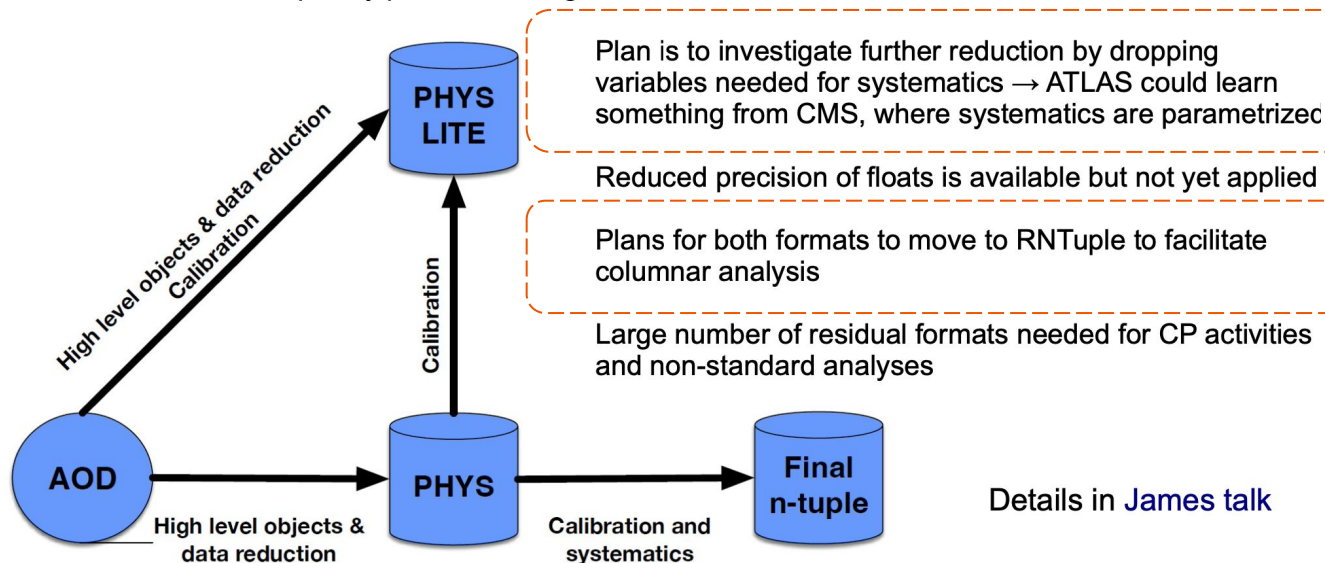 PHYS
LITE
Plan is to investigate further reduction by dropping
variables needed for systematics → ATLAS could learn
something from CMS, where systematics are parametrized
Reduced precision of floats is available but not yet applied
Plans for both formats to move to RNTuple to facilitate
columnar analysis
Large number of residual formats needed for CP activities
and non-standard analyses
High level objects & data reduction
Calibration
Calibration
AOD
High level objects &
data reduction
PHYS
Calibration and
systematics
Final
n-tuple
Details in James talk